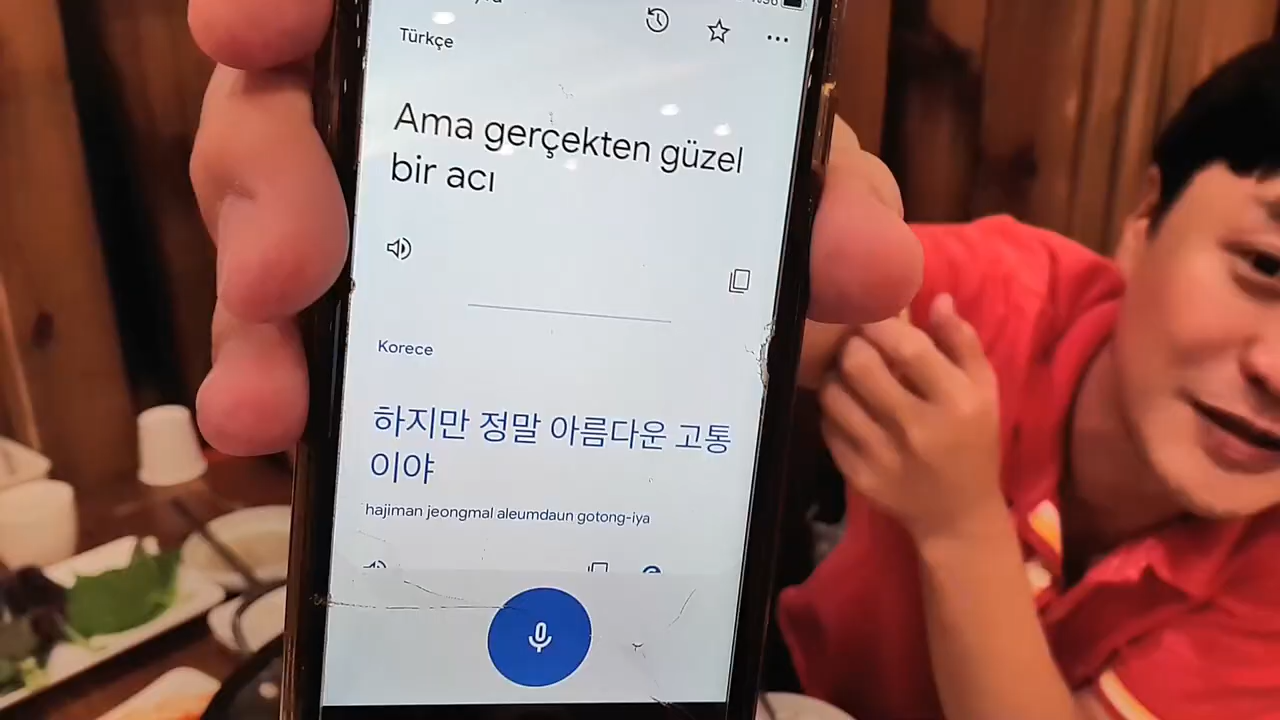 Türkçe
Ama gerçekten güzel
bir acı
Korece
하지만 정말 아름다운 고통
이야
hajiman jeongmal aleumdaun gotong-iya